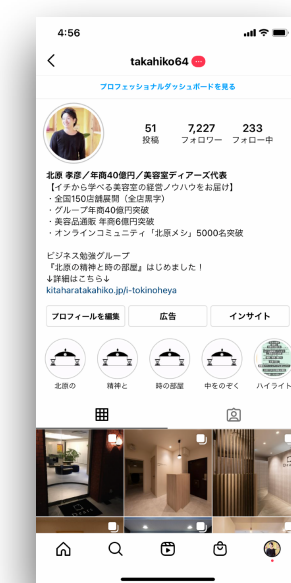 4:56
takahiko64
プロフェッショナルダッシュボードを見る
51 7,227 233
投稿 フォロワー フォロー中
北原 孝彦／年商40億円／美容室ディアーズ代表
【イチから学べる美容室の経営ノウハウをお届け】
・全国150店舗展開（全店黒字）
・グループ年商40億円突破
・美容品通販 年商6億円突破
・オンラインコミュニティ「北原メシ」5000名突破
ビジネス勉強グループ
『北原の精神と時の部屋』はじめました！
↓詳細はこちら↓
kitaharatakahiko.jp/i-tokinoheya
プロフィールを編集 広告 インサイト
北原の 精神と 時の部屋 中をのぞく ハイライト